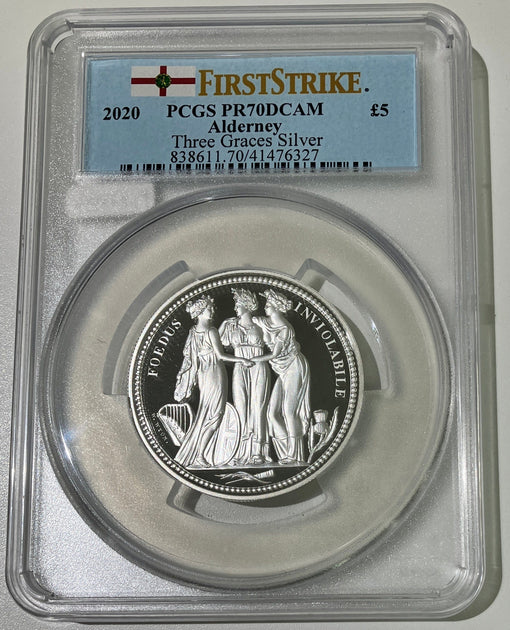 FIRSTSTRIKE.
2020 PCGS PR70DCAM £5
Alderney
Three Graces Silver
838611.70/41476327
FOEDUS INVIOLABILE